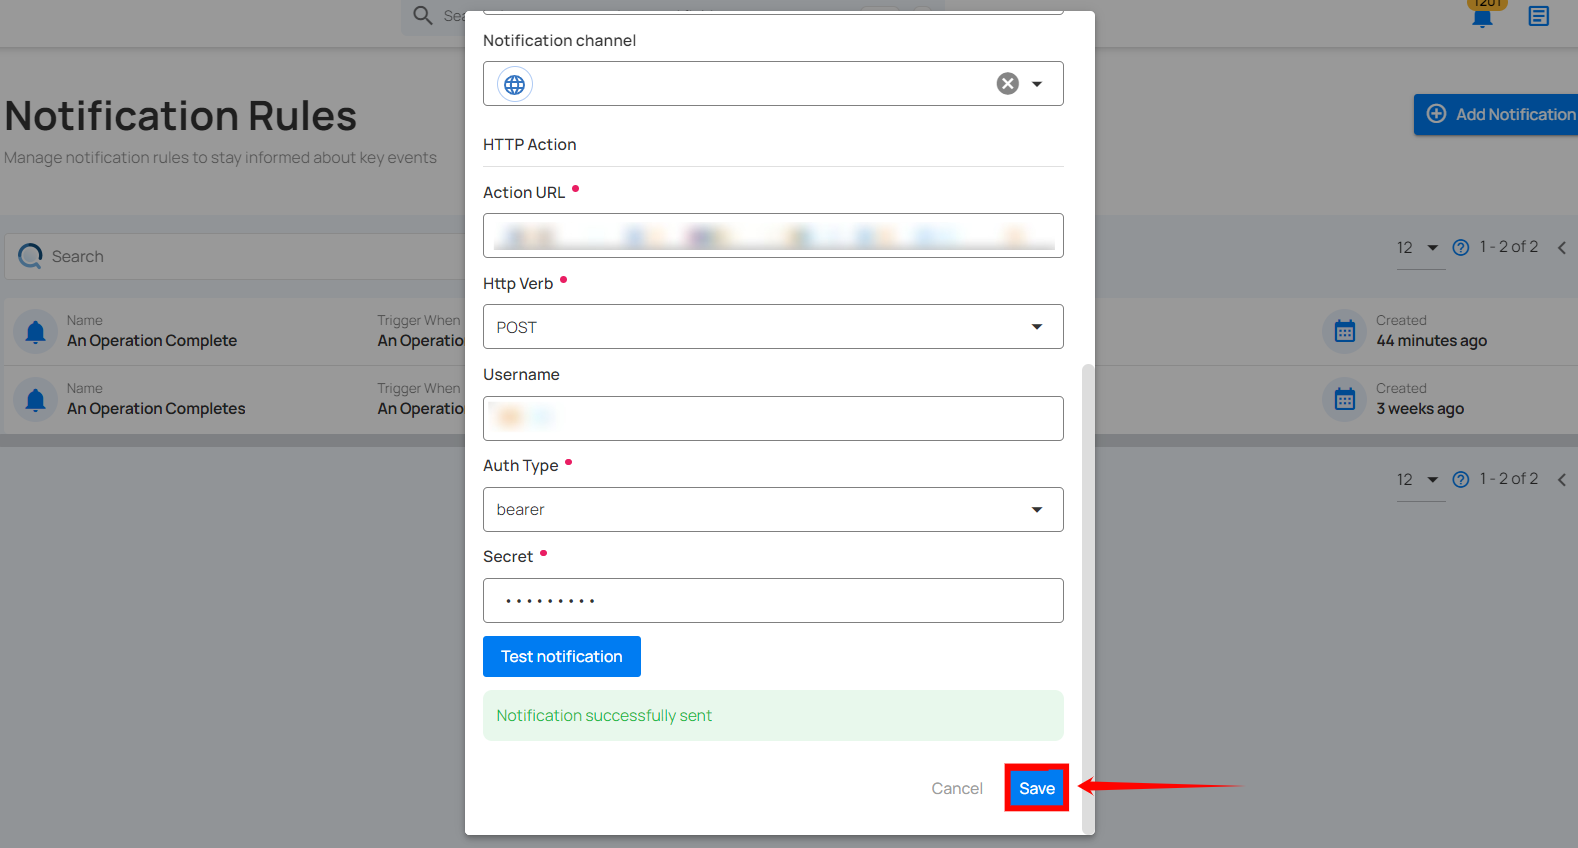 Sea
1201
Notification Rules
Manage notification rules to stay informed about key events
Add Notification
Search
12
1 - 2 of 2
Name
An Operation Complete
Trigger When
An Operatio
Created
44 minutes ago
Name
An Operation Completes
Trigger When
An Operatio
Created
3 weeks ago
12
1 - 2 of 2
Notification channel
HTTP Action
Action URL
Http Verb
POST
Username
Auth Type
bearer
Secret
Test notification
Notification successfully sent
Cancel
Save